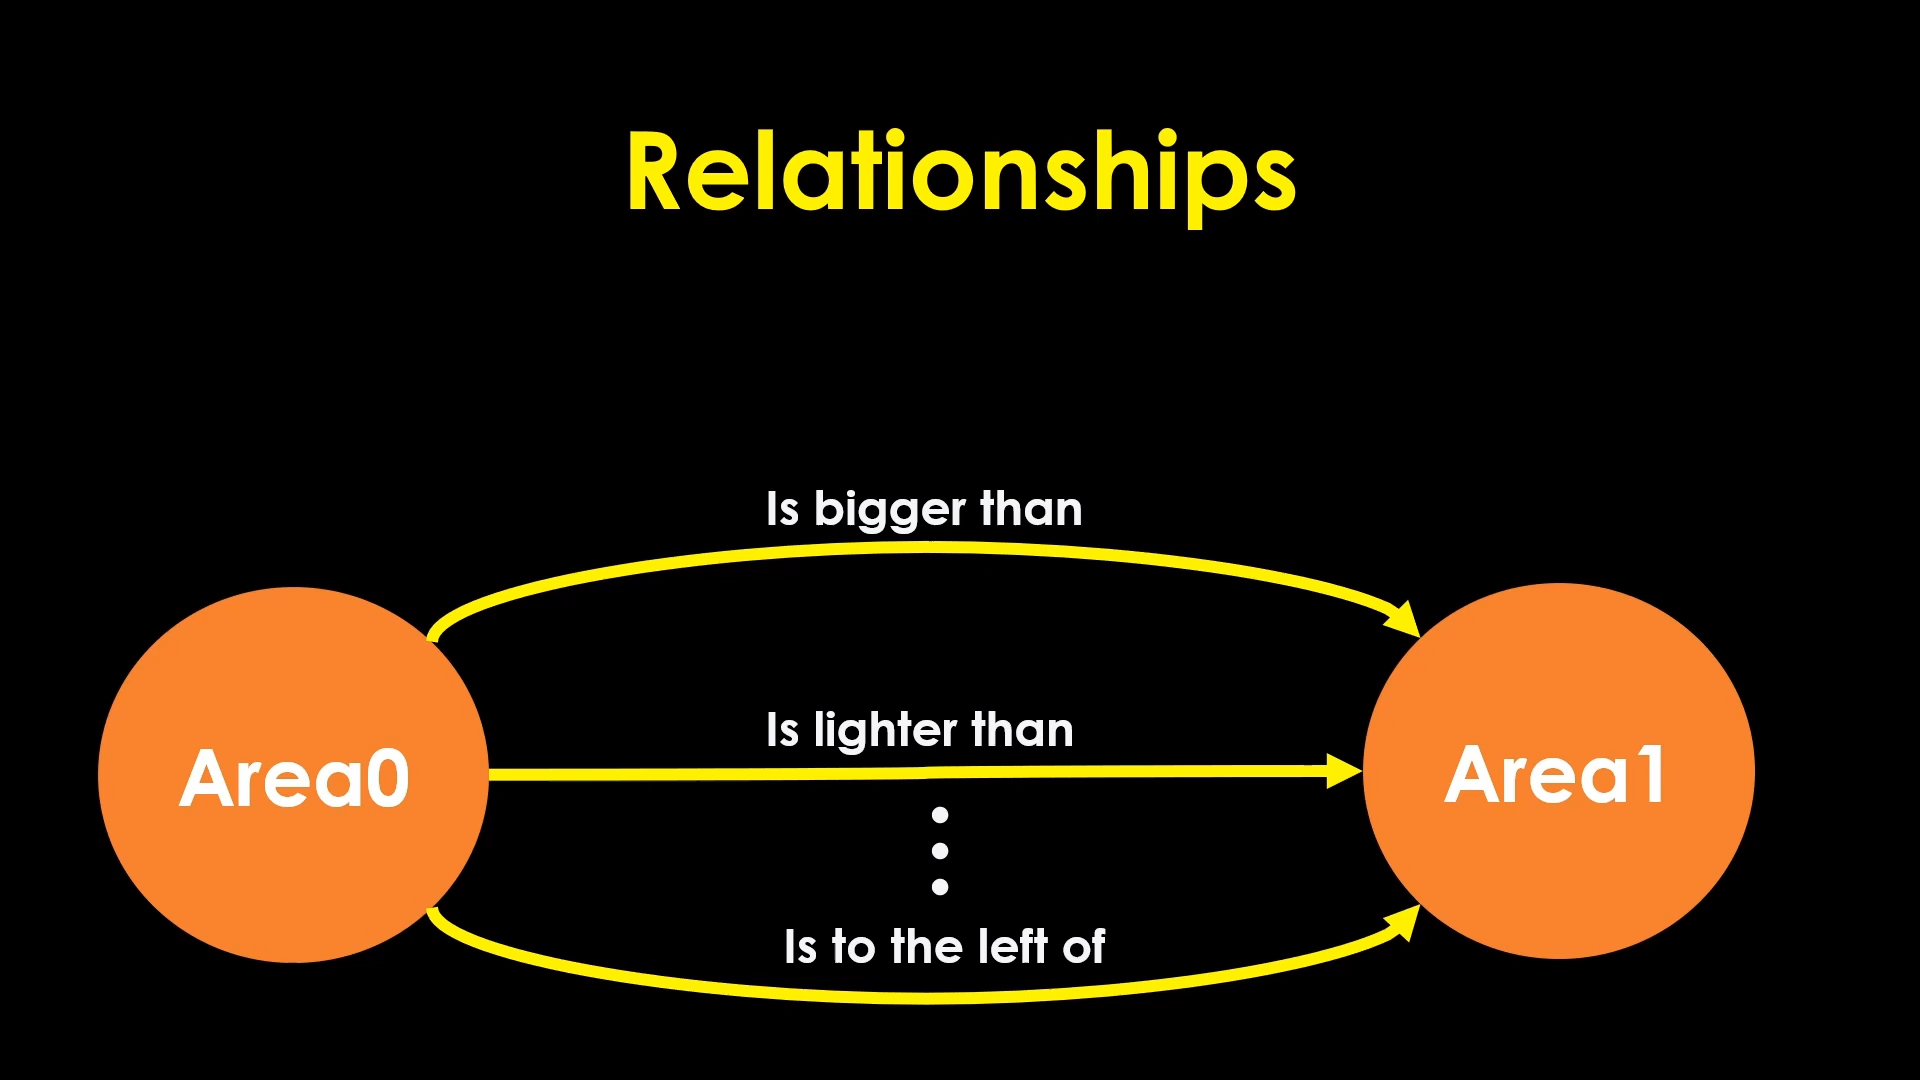 Relationships
Is bigger than
Is lighter than
Area0
Area1
Is to the left of